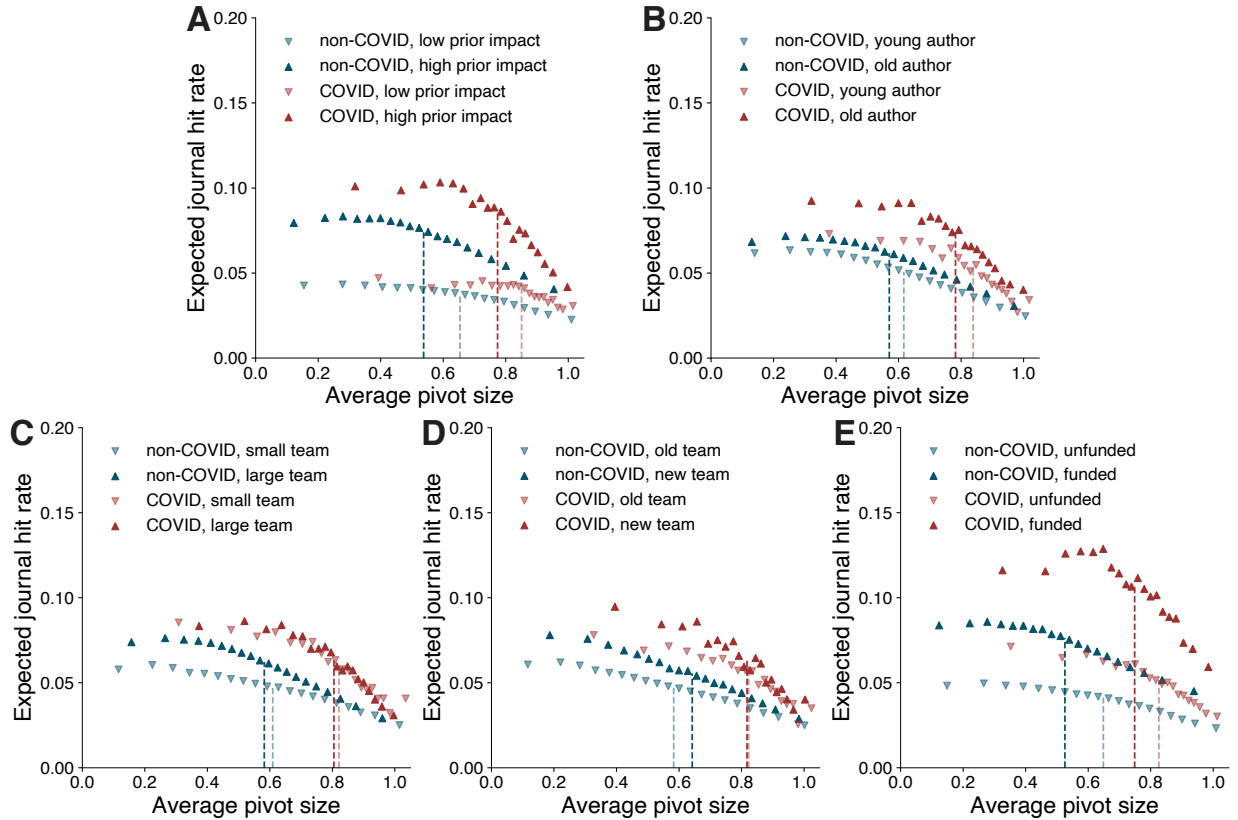 A
Expected journal hit rate
0.20
0.15
0.10
0.05
0.00
non-COVID, low prior impact
non-COVID, high prior impact
COVID, low prior impact
COVID, high prior impact
0.0 0.2 0.4 0.6 0.8 1.0
Average pivot size
B
Expected journal hit rate
0.20
0.15
0.10
0.05
0.00
non-COVID, young author
non-COVID, old author
COVID, young author
COVID, old author
0.0 0.2 0.4 0.6 0.8 1.0
Average pivot size
C
Expected journal hit rate
0.20
0.15
0.10
0.05
0.00
non-COVID, small team
non-COVID, large team
COVID, small team
COVID, large team
0.0 0.2 0.4 0.6 0.8 1.0
Average pivot size
D
Expected journal hit rate
0.20
0.15
0.10
0.05
0.00
non-COVID, old team
non-COVID, new team
COVID, old team
COVID, new team
0.0 0.2 0.4 0.6 0.8 1.0
Average pivot size
E
Expected journal hit rate
0.20
0.15
0.10
0.05
0.00
non-COVID, unfunded
non-COVID, funded
COVID, unfunded
COVID, funded
0.0 0.2 0.4 0.6 0.8 1.0
Average pivot size